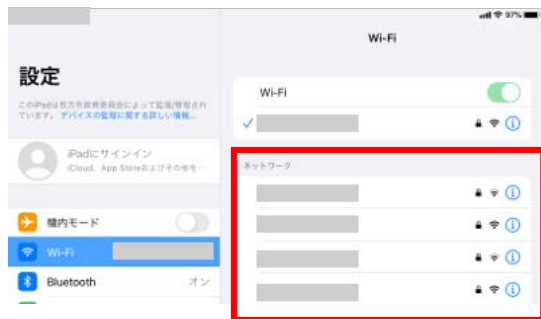 97%
Wi-Fi
設定
このiPadは枚方市教育委員会によって監視/管理され
ています。デバイスの監理に関する詳しい情報...
Wi-Fi
iPadにサインイン
iCloud、App Storeおよびその他を...
ネットワーク
機内モード
Wi-Fi
Bluetooth
オン